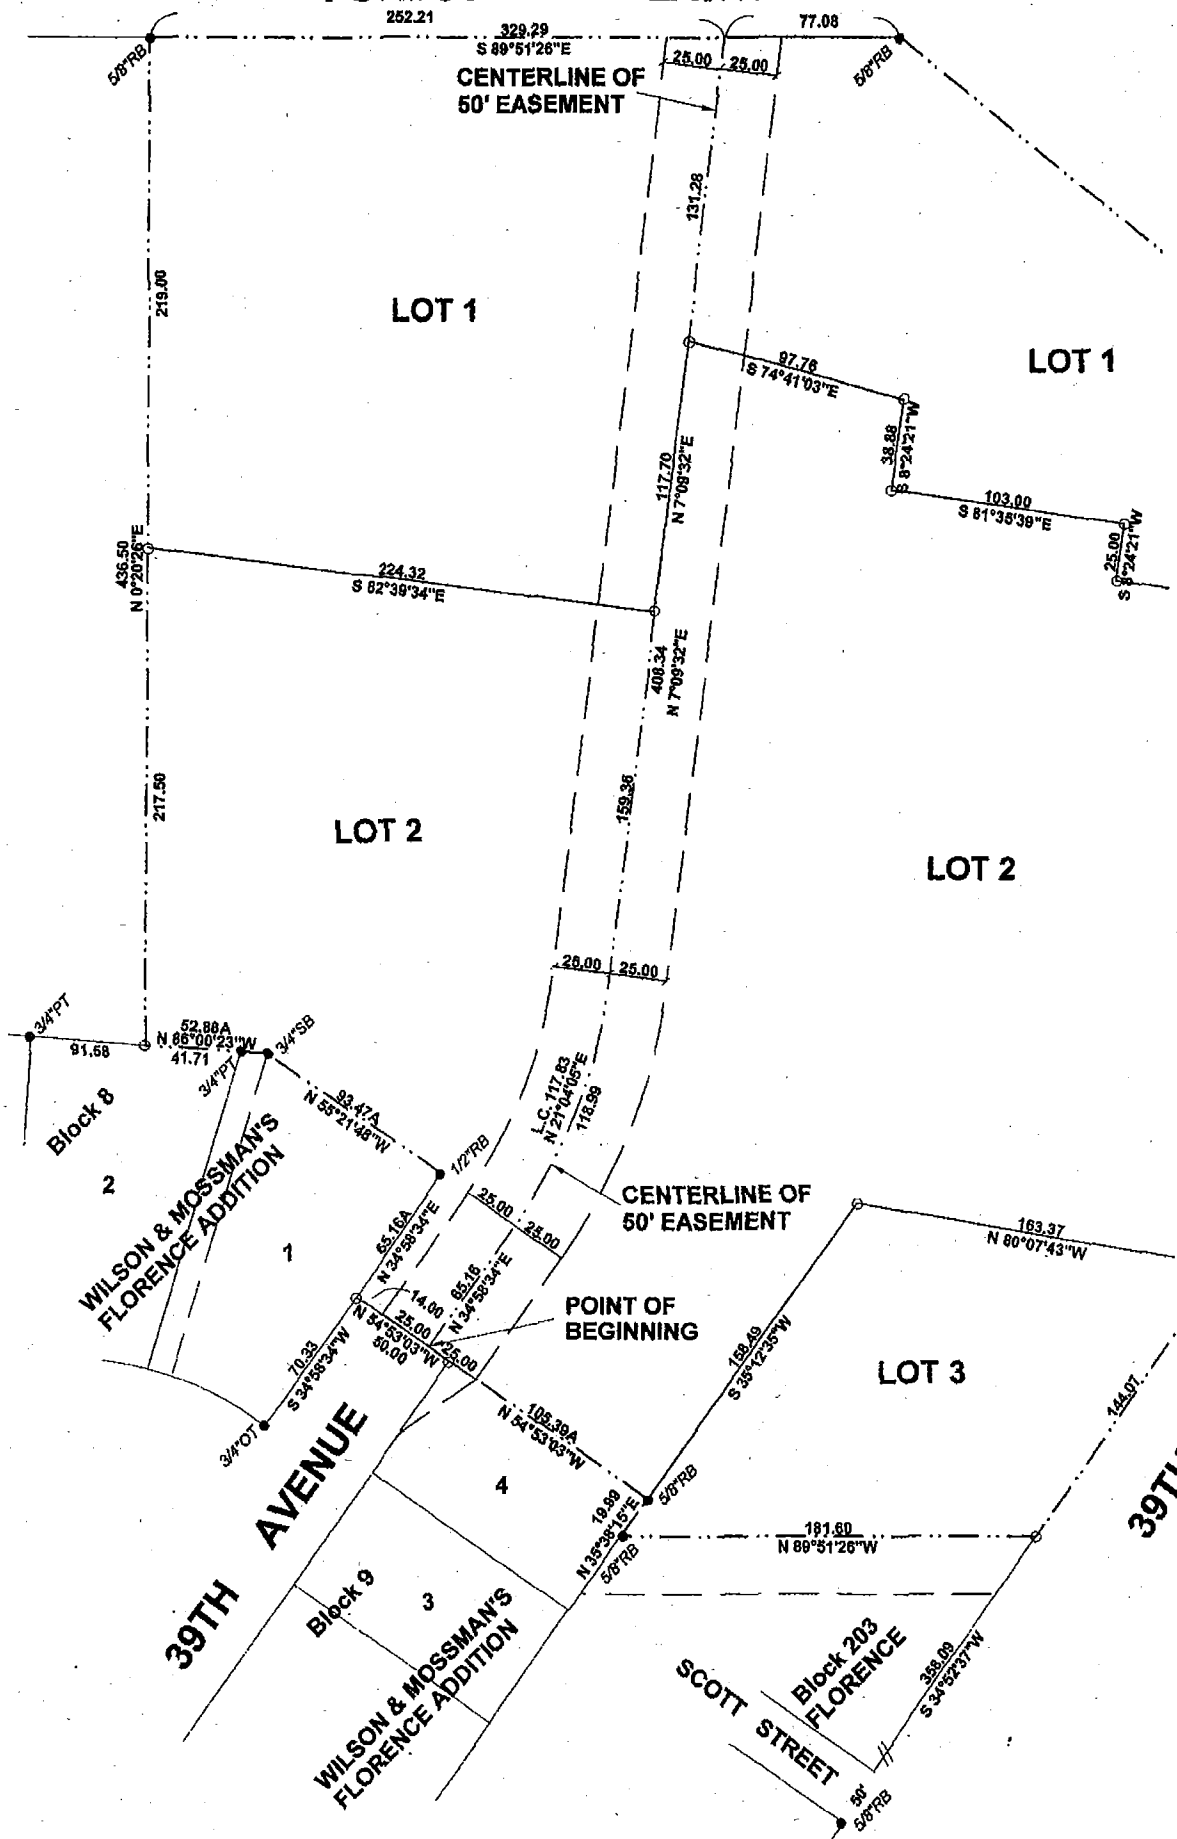 252.21
329.29
S 89°51'26"E
77.08
5/8"RB
25.00
25.00
5/8"RB
CENTERLINE OF
50' EASEMENT
131.28
219.00
LOT 1
LOT 1
97.76
S 74°41'03"E
38.88
S 8°24'21"W
117.70
N 7°09'32"E
103.00
S 81°35'39"E
25.00
S 8°24'21"W
436.50
N 0°20'26"E
224.32
S 82°39'34"E
408.34
N 7°09'32"E
217.50
159.36
LOT 2
LOT 2
25.00
25.00
3/4"PT
91.58
52.88A
N 86°00'23"W
41.71
3/4"PT
3/4"SB
93.47A
N 55°21'48"W
L.C. 117.83
N 21°04'05"E
118.99
Block 8
2
WILSON & MOSSMAN'S
FLORENCE ADDITION
1
1/2"RB
65.16A
N 34°58'34"E
25.00
25.00
CENTERLINE OF
50' EASEMENT
163.37
N 80°07'43"W
65.16
N 34°58'34"E
14.00
25.00
25.00
N 54°53'03"W
50.00
POINT OF
BEGINNING
70.33
S 34°58'34"W
3/4"OT
158.49
S 35°12'35"W
LOT 3
144.07
105.39A
N 54°53'03"W
39TH AVENUE
4
5/8"RB
19.99
N 35°38'15"E
5/8"RB
181.60
N 89°51'26"W
39TH
Block 9
3
WILSON & MOSSMAN'S
FLORENCE ADDITION
Block 203
FLORENCE
358.09
S 34°52'37"W
SCOTT STREET
50'
5/8"RB